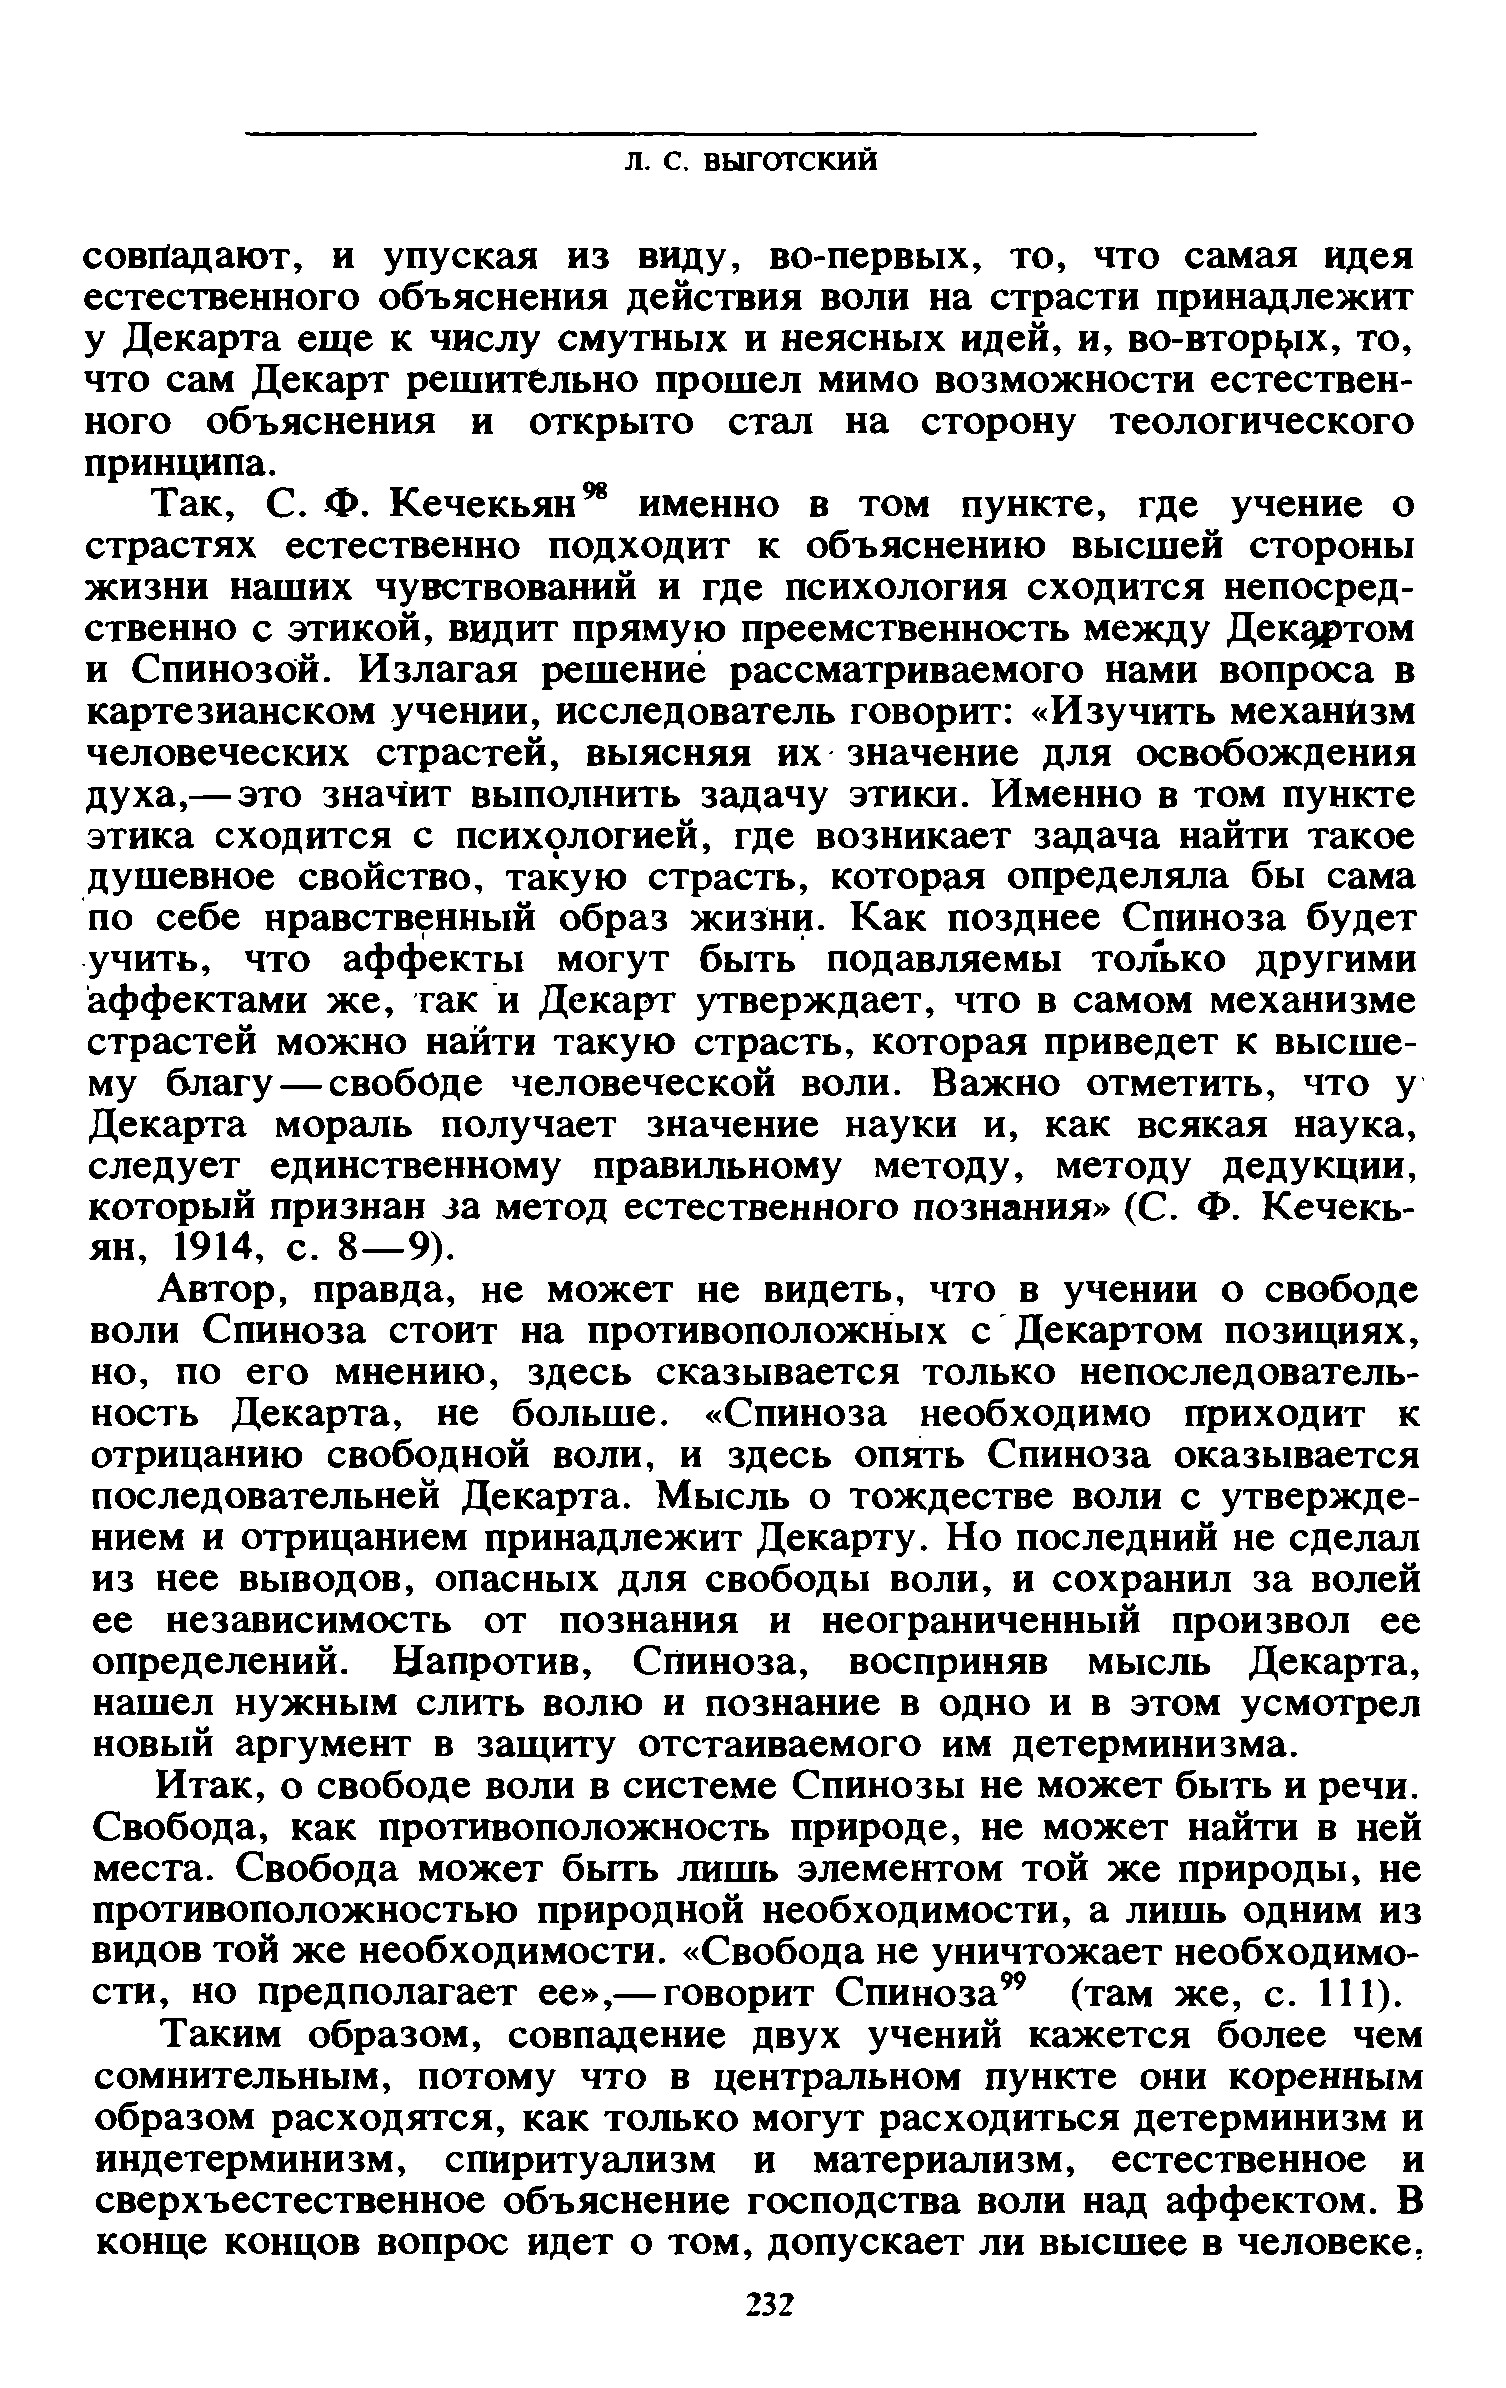 Л. С. ВЫГОТСКИЙ
совпадают, и упуская из виду, во-первых, то, что самая идея
естественного объяснения действия воли на страсти принадлежит
у Декарта еще к числу смутных и неясных идей, и, во-вторых, то,
что сам Декарт решительно прошел мимо возможности естествен-
ного объяснения и открыто стал на сторону теологического
принципа.
Так, С. Ф. Кечекьян⁹⁸ именно в том пункте, где учение о
страстях естественно подходит к объяснению высшей стороны
жизни наших чувствований и где психология сходится непосред-
ственно с этикой, видит прямую преемственность между Декартом
и Спинозой. Излагая решение рассматриваемого нами вопроса в
картезианском учении, исследователь говорит: «Изучить механизм
человеческих страстей, выясняя их значение для освобождения
духа,— это значит выполнить задачу этики. Именно в том пункте
этика сходится с психологией, где возникает задача найти такое
душевное свойство, такую страсть, которая определяла бы сама
по себе нравственный образ жизни. Как позднее Спиноза будет
учить, что аффекты могут быть подавляемы только другими
аффектами же, так и Декарт утверждает, что в самом механизме
страстей можно найти такую страсть, которая приведет к высше-
му благу — свободе человеческой воли. Важно отметить, что у
Декарта мораль получает значение науки и, как всякая наука,
следует единственному правильному методу, методу дедукции,
который признан за метод естественного познания» (С. Ф. Кечекь-
ян, 1914, с. 8—9).
Автор, правда, не может не видеть, что в учении о свободе
воли Спиноза стоит на противоположных с Декартом позициях,
но, по его мнению, здесь сказывается только непоследователь-
ность Декарта, не больше. «Спиноза необходимо приходит к
отрицанию свободной воли, и здесь опять Спиноза оказывается
последовательней Декарта. Мысль о тождестве воли с утвержде-
нием и отрицанием принадлежит Декарту. Но последний не сделал
из нее выводов, опасных для свободы воли, и сохранил за волей
ее независимость от познания и неограниченный произвол ее
определений. Напротив, Спиноза, восприняв мысль Декарта,
нашел нужным слить волю и познание в одно и в этом усмотрел
новый аргумент в защиту отстаиваемого им детерминизма.
Итак, о свободе воли в системе Спинозы не может быть и речи.
Свобода, как противоположность природе, не может найти в ней
места. Свобода может быть лишь элементом той же природы, не
противоположностью природной необходимости, а лишь одним из
видов той же необходимости. «Свобода не уничтожает необходимо-
сти, но предполагает ее»,— говорит Спиноза⁹⁹ (там же, с. 111).
Таким образом, совпадение двух учений кажется более чем
сомнительным, потому что в центральном пункте они коренным
образом расходятся, как только могут расходиться детерминизм и
индетерминизм, спиритуализм и материализм, естественное и
сверхъестественное объяснение господства воли над аффектом. В
конце концов вопрос идет о том, допускает ли высшее в человеке,
232